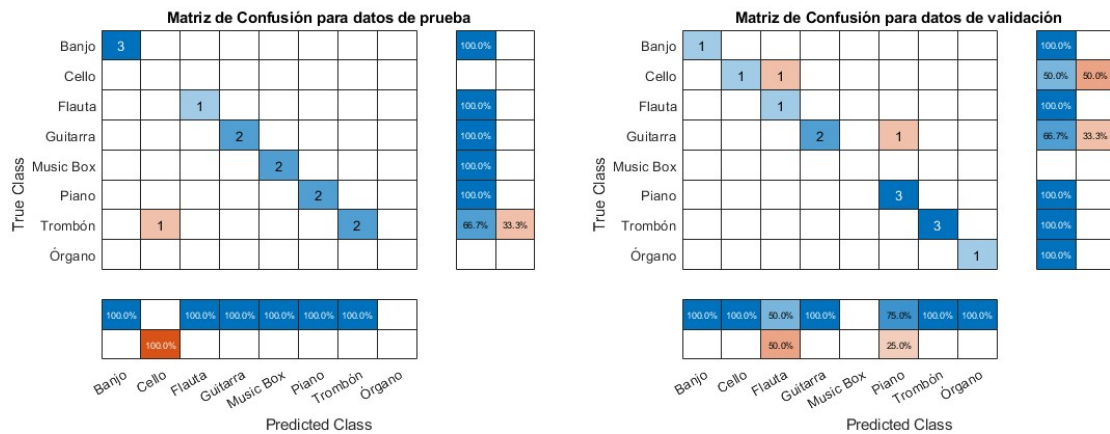 Matriz de Confusión para datos de prueba
True Class
Banjo 3 100.0%
Cello
Flauta 1 100.0%
Guitarra 2 100.0%
Music Box 2 100.0%
Piano 2 100.0%
Trombón 1 2 66.7% 33.3%
Órgano
100.0% 100.0% 100.0% 100.0% 100.0% 100.0%
100.0%
Banjo Cello Flauta Guitarra Music Box Piano Trombón Órgano
Predicted Class
Matriz de Confusión para datos de validación
True Class
Banjo 1 100.0%
Cello 1 1 50.0% 50.0%
Flauta 1 100.0%
Guitarra 2 1 66.7% 33.3%
Music Box
Piano 3 100.0%
Trombón 3 100.0%
Órgano 1 100.0%
100.0% 100.0% 50.0% 100.0% 75.0% 100.0% 100.0%
50.0% 25.0%
Banjo Cello Flauta Guitarra Music Box Piano Trombón Órgano
Predicted Class